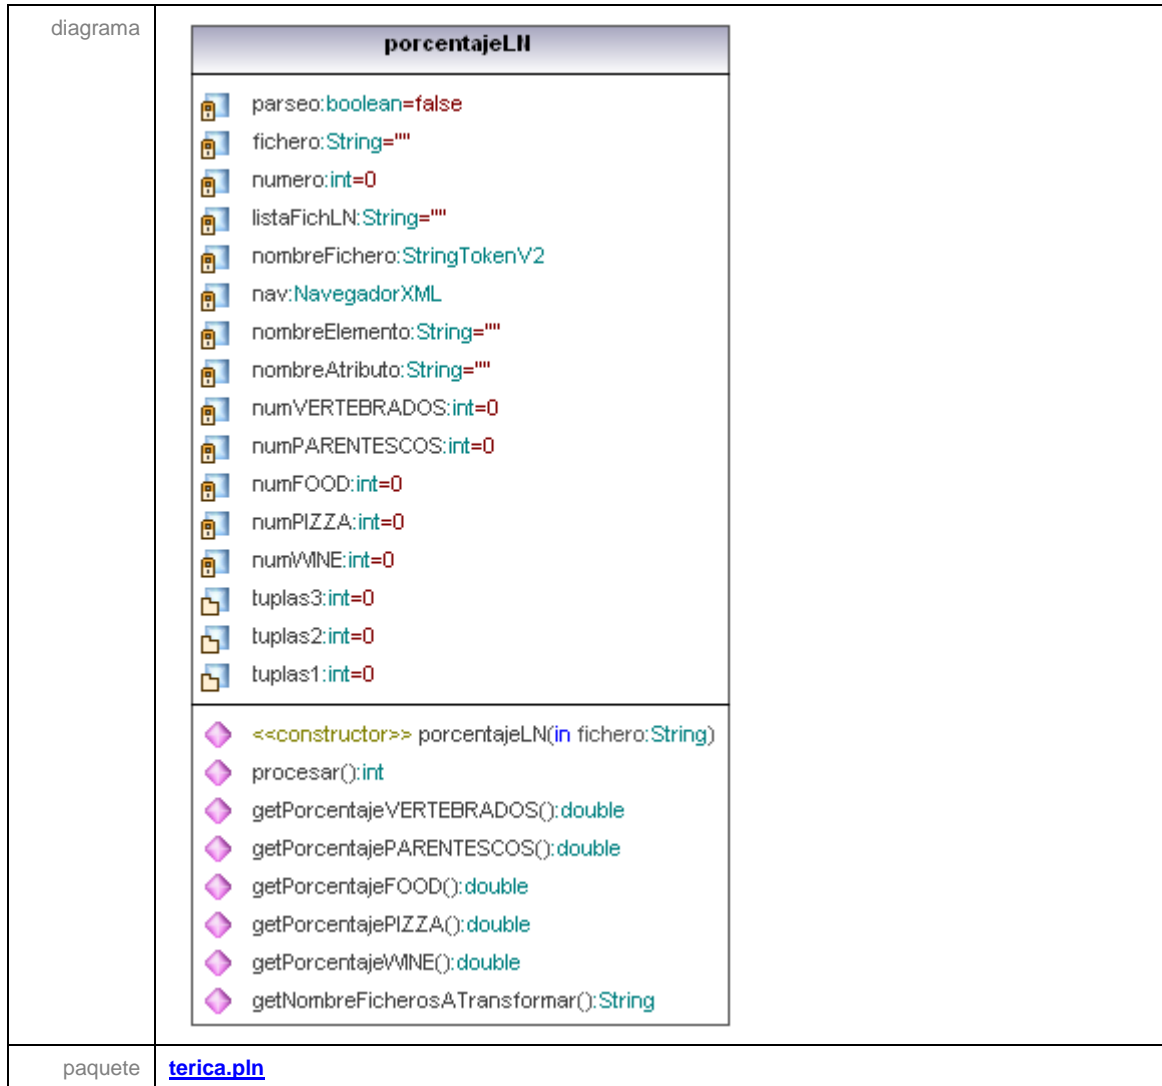 diagrama
porcentajeLN
parseo:boolean=false
fichero:String=""
numero:int=0
listaFichLN:String=""
nombreFichero:StringTokenV2
nav:NavegadorXML
nombreElemento:String=""
nombreAtributo:String=""
numVERTEBRADOS:int=0
numPARENTESCOS:int=0
numFOOD:int=0
numPIZZA:int=0
numWINE:int=0
tuplas3:int=0
tuplas2:int=0
tuplas1:int=0
<<constructor>> porcentajeLN(in fichero:String)
procesar():int
getPorcentajeVERTEBRADOS():double
getPorcentajePARENTESCOS():double
getPorcentajeFOOD():double
getPorcentajePIZZA():double
getPorcentajeWINE():double
getNombreFicherosATransformar():String
paquete terica.pln